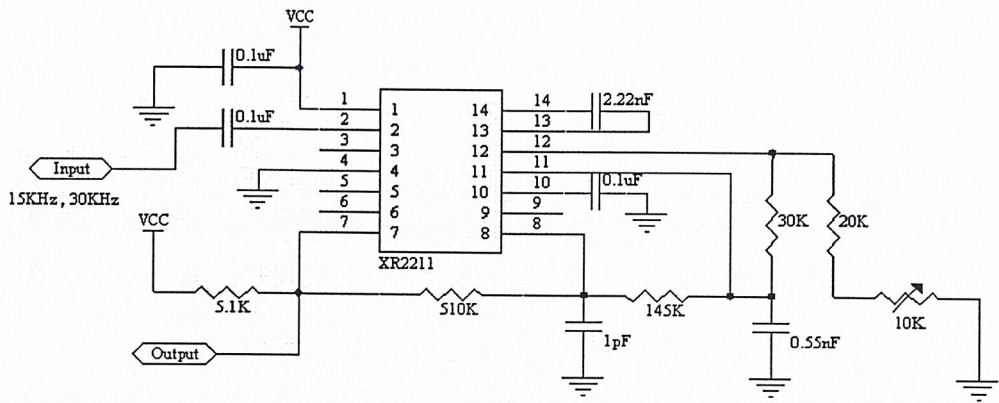 VCC
0.1uF
0.1uF
Input
15KHz,30KHz
1
2
3
4
5
6
7
1
2
3
4
5
6
7
14
13
12
11
10
9
8
14
13
12
11
10
9
8
XR2211
2.22nF
0.1uF
30K
20K
10K
VCC
5.1K
510K
145K
1pF
0.55nF
Output